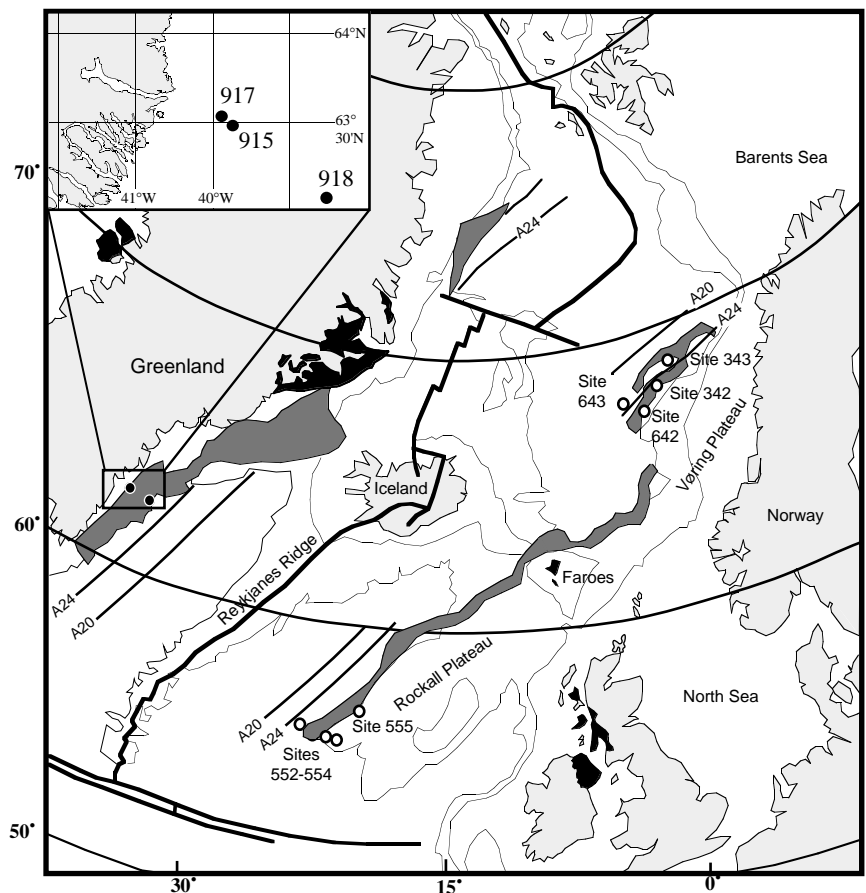 64°N
917
63°
30'N
915
918
41°W
40°W
70°
Barents Sea
A24
A20
A24
Greenland
Site 343
Site
643
Site 342
Site
642
Vøring Plateau
Iceland
Norway
60°
Reykjanes Ridge
Faroes
A24
A20
Rockall Plateau
North Sea
A20
A24
Site 555
Sites
552-554
50°
30°
15°
0°